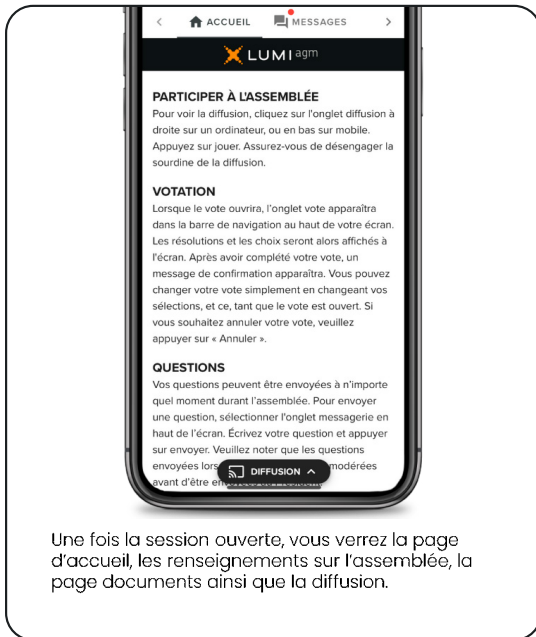 ACCUEIL MESSAGES
LUMI agm
PARTICIPER À L'ASSEMBLÉE
Pour voir la diffusion, cliquez sur l'onglet diffusion à
droite sur un ordinateur, ou en bas sur mobile.
Appuyez sur jouer. Assurez-vous de désengager la
sourdine de la diffusion.
VOTATION
Lorsque le vote ouvrira, l'onglet vote apparaîtra
dans la barre de navigation au haut de votre écran.
Les résolutions et les choix seront alors affichés à
l'écran. Après avoir complété votre vote, un
message de confirmation apparaîtra. Vous pouvez
changer votre vote simplement en changeant vos
sélections, et ce, tant que le vote est ouvert. Si
vous souhaitez annuler votre vote, veuillez
appuyer sur « Annuler ».
QUESTIONS
Vos questions peuvent être envoyées à n'importe
quel moment durant l'assemblée. Pour envoyer
une question, sélectionner l'onglet messagerie en
haut de l'écran. Écrivez votre question et appuyer
sur envoyer. Veuillez noter que les questions
envoyées modérées
DIFFUSION
avant d'être
Une fois la session ouverte, vous verrez la page
d'accueil, les renseignements sur l'assemblée, la
page documents ainsi que la diffusion.